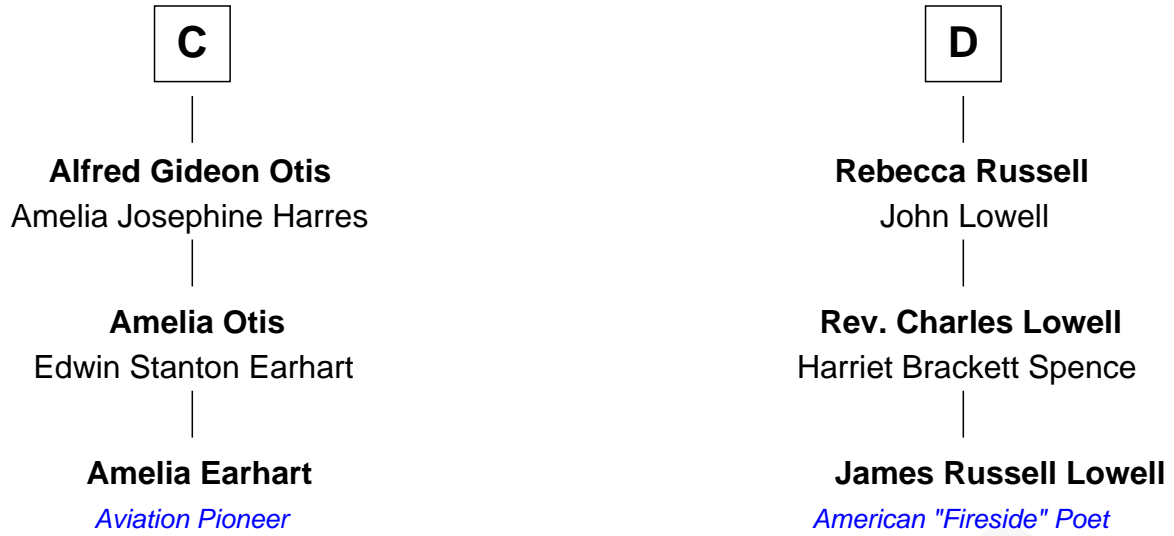 C
Alfred Gideon Otis
Amelia Josephine Harres
Amelia Otis
Edwin Stanton Earhart
Amelia Earhart
Aviation Pioneer
D
Rebecca Russell
John Lowell
Rev. Charles Lowell
Harriet Brackett Spence
James Russell Lowell
American "Fireside" Poet